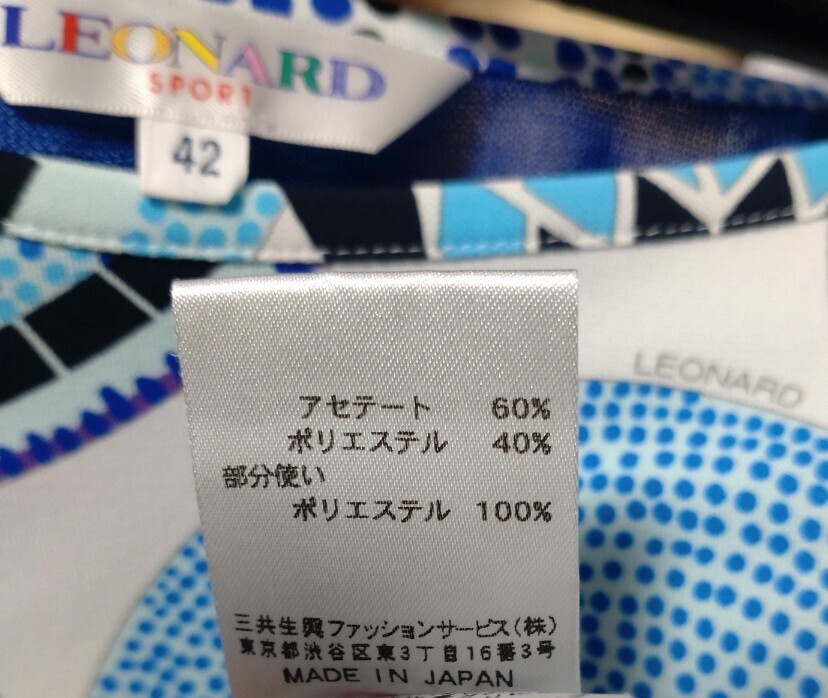 LEONARD
SPORT
42
LEONARD
アセテート 60%
ポリエステル 40%
部分使い
ポリエステル 100%
三共生興ファッションサービス(株)
東京都渋谷区東3丁目16番3号
MADE IN JAPAN